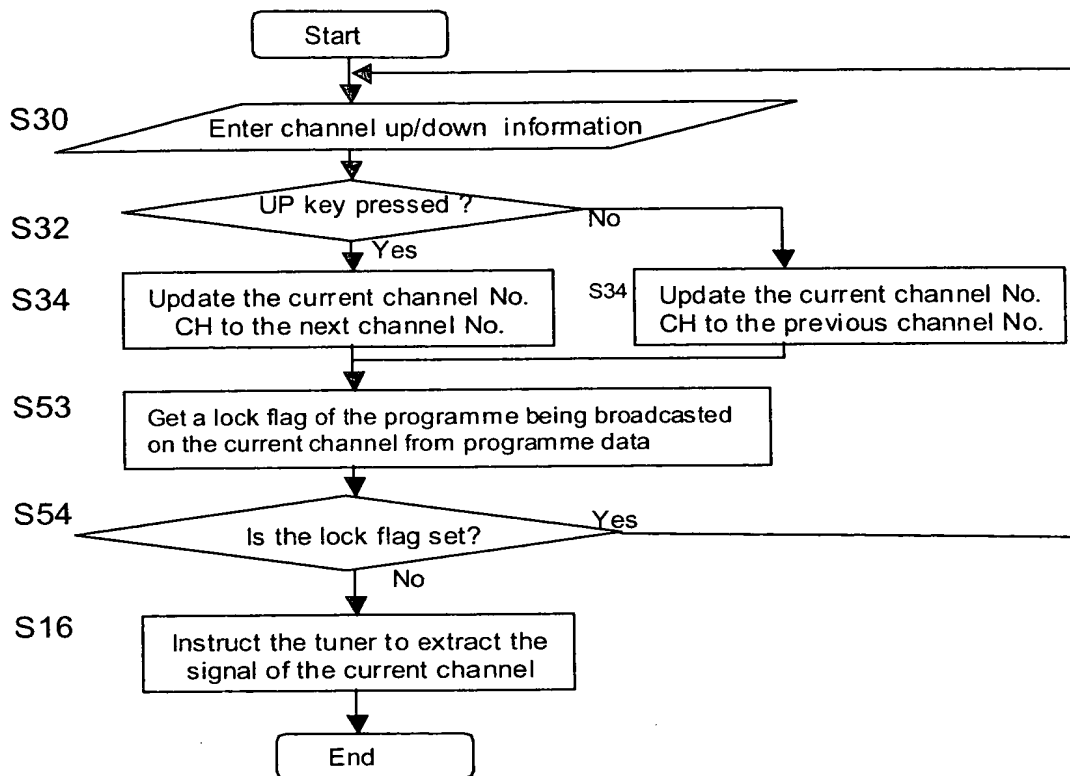 Start
S30
Enter channel up/down information
S32
UP key pressed ?
No
Yes
S34
Update the current channel No.
CH to the next channel No.
S34
Update the current channel No.
CH to the previous channel No.
S53
Get a lock flag of the programme being broadcasted
on the current channel from programme data
S54
Is the lock flag set?
Yes
No
S16
Instruct the tuner to extract the
signal of the current channel
End